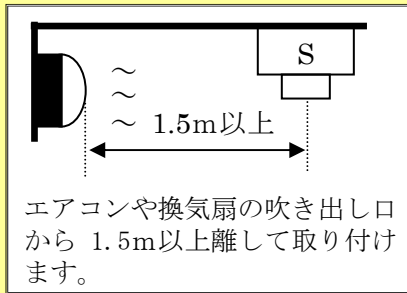 S
～
～
～ 1.5m以上
エアコンや換気扇の吹き出し口
から 1.5m以上離して取り付け
ます。